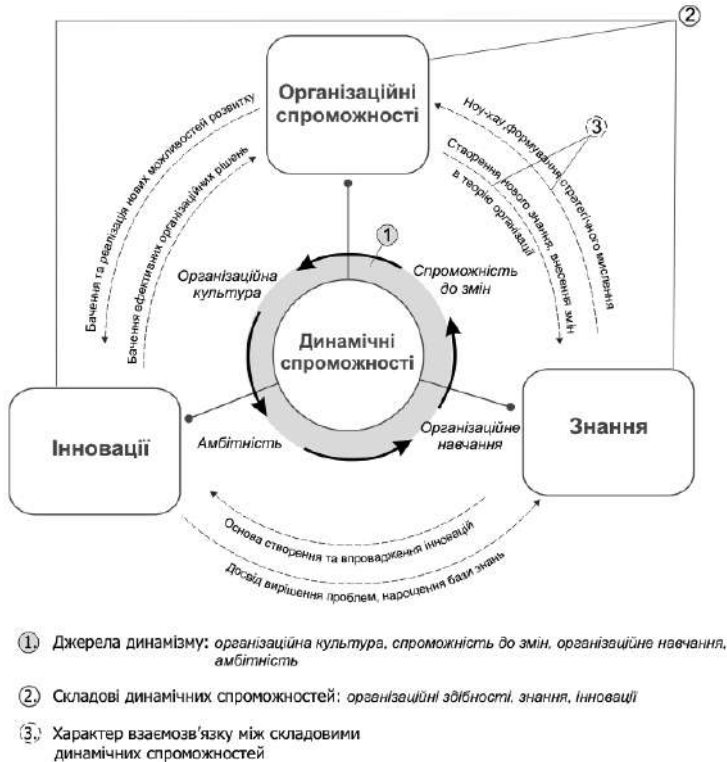 2
Організаційні
спроможності
Бачення та реалізація нових можливостей розвитку
Бачення ефективних організаційних рішень
Ноу-хау,формування стратегічного мислення
Створення нового знання, внесення змін
в теорію організації
3
1
Організаційна
культура
Спроможність
до змін
Динамічні
спроможності
Інновації
Знання
Амбітність
Організаційне
навчання
Основа створення та впровадження інновацій
Досвід вирішення проблем, нарощення бази знань
1. Джерела динамізму: організаційна культура, спроможність до змін, організаційне навчання,
амбітність
2. Складові динамічних спроможностей: організаційні здібності, знання, інновації
3. Характер взаємозв'язку між складовими
динамічних спроможностей